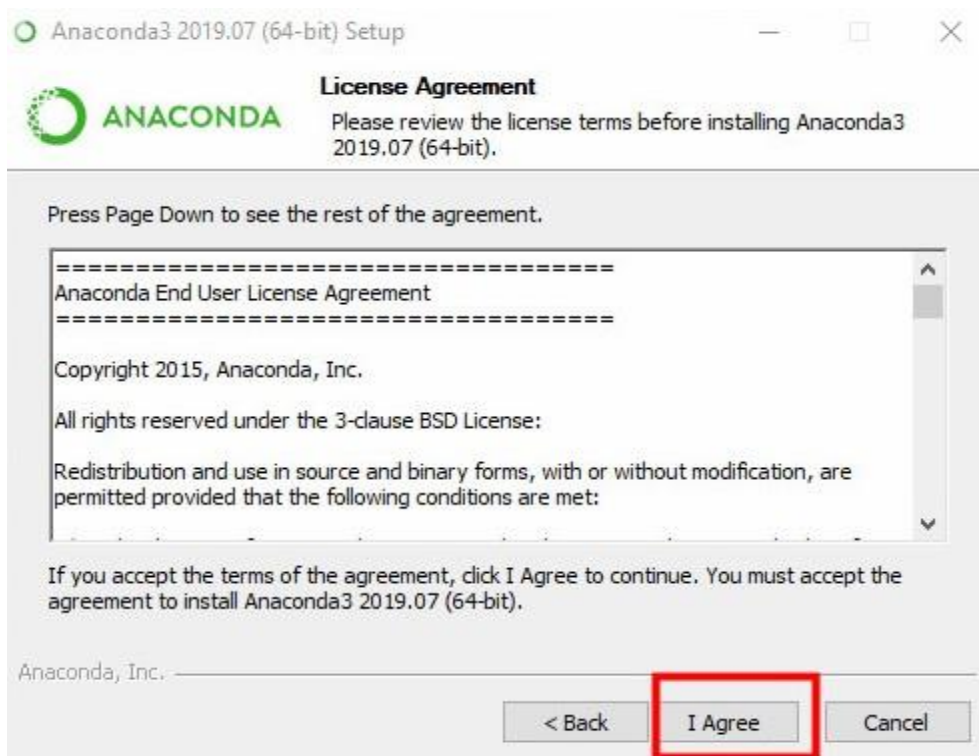 Anaconda3 2019.07 (64-bit) Setup
ANACONDA
License Agreement
Please review the license terms before installing Anaconda3
2019.07 (64-bit).
Press Page Down to see the rest of the agreement.
===================================
Anaconda End User License Agreement
===================================
Copyright 2015, Anaconda, Inc.
All rights reserved under the 3-clause BSD License:
Redistribution and use in source and binary forms, with or without modification, are
permitted provided that the following conditions are met:
If you accept the terms of the agreement, click I Agree to continue. You must accept the
agreement to install Anaconda3 2019.07 (64-bit).
Anaconda, Inc.
< Back
I Agree
Cancel